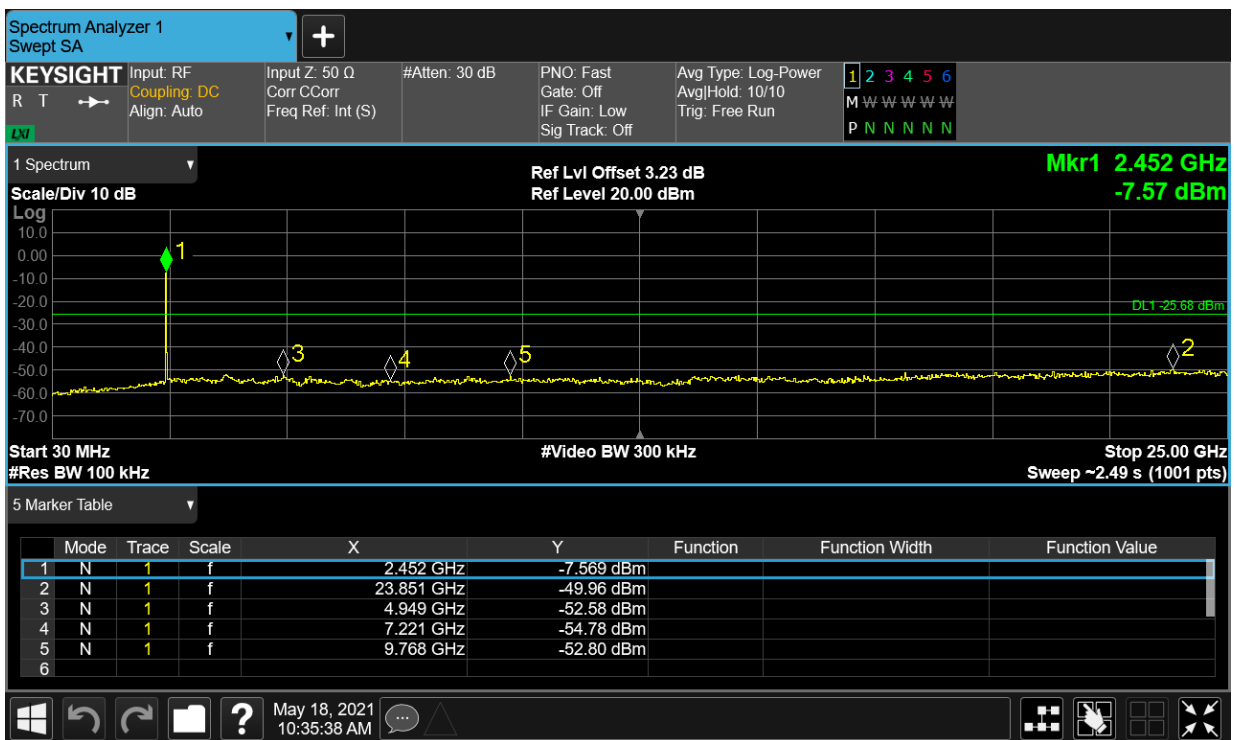 Spectrum Analyzer 1
Swept SA
KEYSIGHT
R T
LXI
Input: RF
Coupling: DC
Align: Auto
Input Z: 50 Ω
Corr CCorr
Freq Ref: Int (S)
#Atten: 30 dB
PNO: Fast
Gate: Off
IF Gain: Low
Sig Track: Off
Avg Type: Log-Power
Avg|Hold: 10/10
Trig: Free Run
1 2 3 4 5 6
M W W W W W
P N N N N N
1 Spectrum
Scale/Div 10 dB
Ref Lvl Offset 3.23 dB
Ref Level 20.00 dBm
Mkr1 2.452 GHz
-7.57 dBm
Log
10.0
0.00
-10.0
-20.0
-30.0
-40.0
-50.0
-60.0
-70.0
1
3
4
5
2
DL1 -25.68 dBm
Start 30 MHz
#Video BW 300 kHz
Stop 25.00 GHz
#Res BW 100 kHz
Sweep ~2.49 s (1001 pts)
5 Marker Table
Mode Trace Scale X Y Function Function Width Function Value
1 N 1 f 2.452 GHz -7.569 dBm
2 N 1 f 23.851 GHz -49.96 dBm
3 N 1 f 4.949 GHz -52.58 dBm
4 N 1 f 7.221 GHz -54.78 dBm
5 N 1 f 9.768 GHz -52.80 dBm
6
?
May 18, 2021
10:35:38 AM